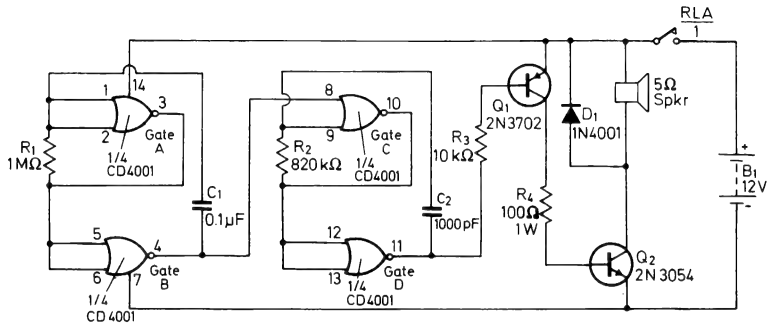 RLA
1
14
1
2
3
Gate
A
1/4
CD4001
R1
1MΩ
C1
0.1µF
5
6
4
7
Gate
B
1/4
CD4001
8
9
10
Gate
C
1/4
CD4001
R2
820kΩ
C2
1000pF
12
13
11
Gate
D
1/4
CD4001
R3
10kΩ
Q1
2N3702
R4
100Ω
1W
D1
1N4001
5Ω
Spkr
Q2
2N3054
+
B1
12V
-